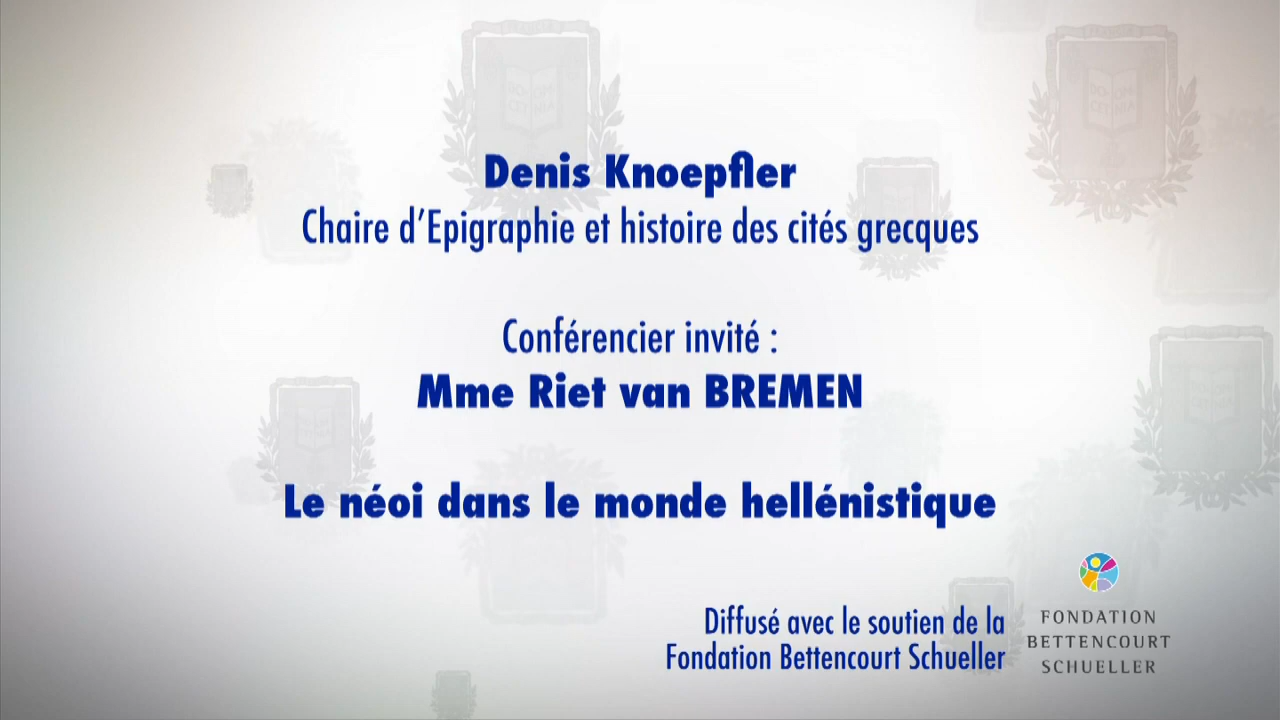 Denis Knoepfler
Chaire d'Epigraphie et histoire des cités grecques
Conférencier invité :
Mme Riet van BREMEN
Le néoi dans le monde hellénistique
Diffusé avec le soutien de la
Fondation Bettencourt Schueller
FONDATION
BETTENCOURT
SCHUELLER